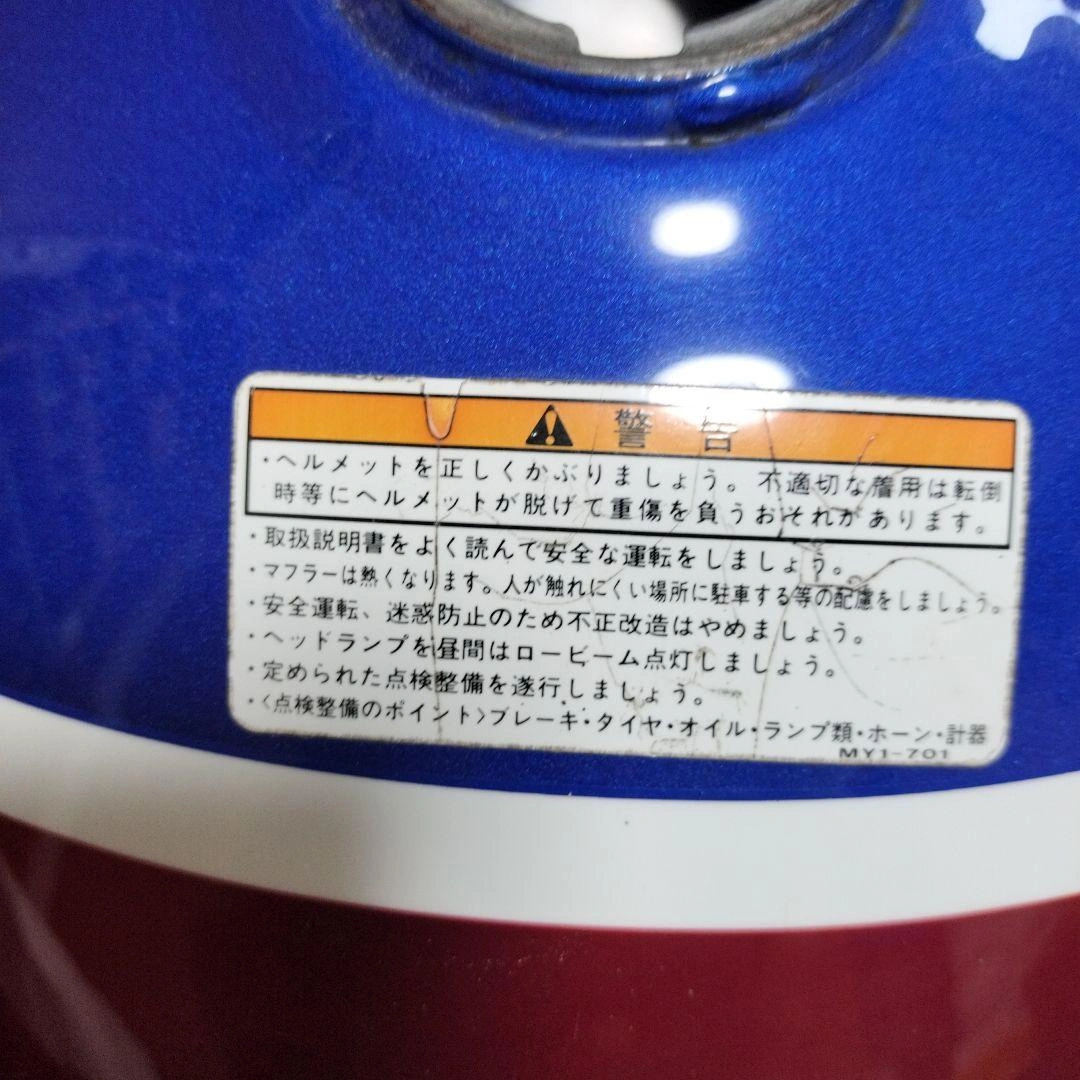 警告
・ヘルメットを正しくかぶりましょう。不適切な着用は転倒
時等にヘルメットが脱げて重傷を負うおそれがあります。
・取扱説明書をよく読んで安全な運転をしましょう。
・マフラーは熱くなります。人が触れにくい場所に駐車する等の配慮をしましょう。
・安全運転、迷惑防止のため不正改造はやめましょう。
・ヘッドランプを昼間はロービーム点灯しましょう。
・定められた点検整備を遂行しましょう。
・〈点検整備のポイント〉ブレーキ・タイヤ・オイル・ランプ類・ホーン・計器
MY1-701